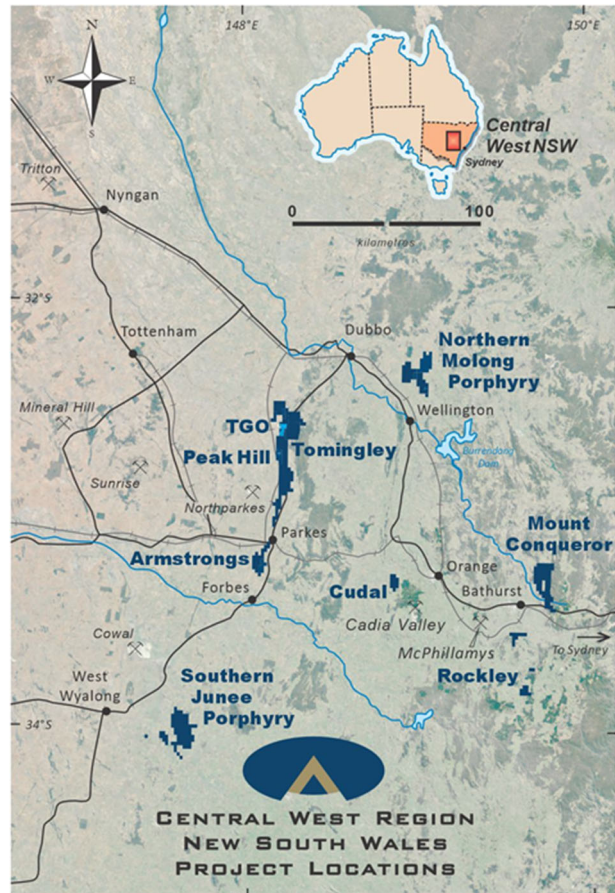 148°E
150°E
N
W
E
S
Central
West NSW
Sydney
0
100
kilometres
Tritton
Nyngan
32°S
Tottenham
Dubbo
Northern
Molong
Porphyry
Mineral Hill
TGO
Wellington
Peak Hill
Tomingley
Burrendong
Dam
Sunrise
Northparkes
Mount
Conqueror
Parkes
Armstrongs
Orange
Cudal
Bathurst
Forbes
Cadia Valley
McPhillamys
To Sydney
Cowal
Rockley
West
Wyalong
Southern
Junee
Porphyry
34°S
Central West Region
New South Wales
Project Locations